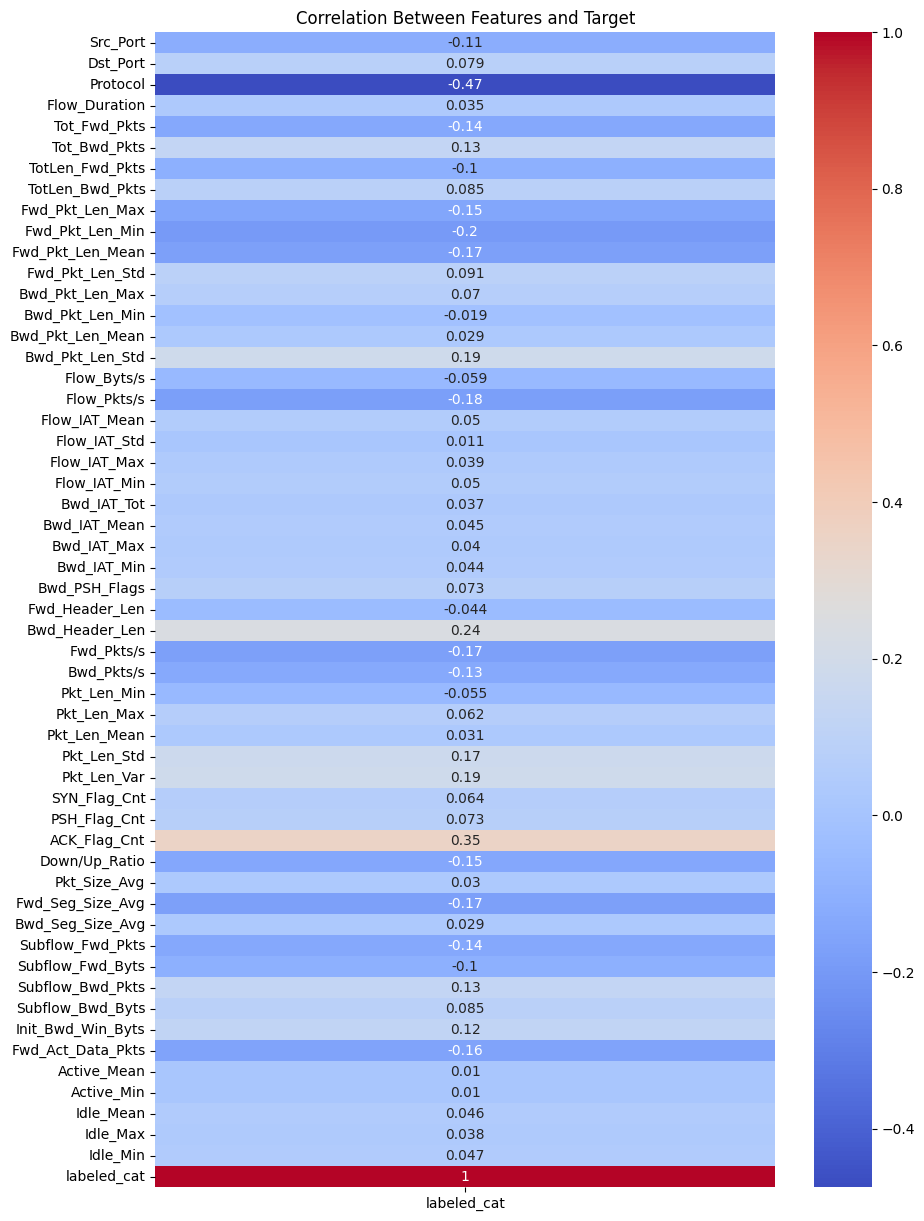 Correlation Between Features and Target
Src_Port -0.11
Dst_Port 0.079
Protocol -0.47
Flow_Duration 0.035
Tot_Fwd_Pkts -0.14
Tot_Bwd_Pkts 0.13
TotLen_Fwd_Pkts -0.1
TotLen_Bwd_Pkts 0.085
Fwd_Pkt_Len_Max -0.15
Fwd_Pkt_Len_Min -0.2
Fwd_Pkt_Len_Mean -0.17
Fwd_Pkt_Len_Std 0.091
Bwd_Pkt_Len_Max 0.07
Bwd_Pkt_Len_Min -0.019
Bwd_Pkt_Len_Mean 0.029
Bwd_Pkt_Len_Std 0.19
Flow_Byts/s -0.059
Flow_Pkts/s -0.18
Flow_IAT_Mean 0.05
Flow_IAT_Std 0.011
Flow_IAT_Max 0.039
Flow_IAT_Min 0.05
Bwd_IAT_Tot 0.037
Bwd_IAT_Mean 0.045
Bwd_IAT_Max 0.04
Bwd_IAT_Min 0.044
Bwd_PSH_Flags 0.073
Fwd_Header_Len -0.044
Bwd_Header_Len 0.24
Fwd_Pkts/s -0.17
Bwd_Pkts/s -0.13
Pkt_Len_Min -0.055
Pkt_Len_Max 0.062
Pkt_Len_Mean 0.031
Pkt_Len_Std 0.17
Pkt_Len_Var 0.19
SYN_Flag_Cnt 0.064
PSH_Flag_Cnt 0.073
ACK_Flag_Cnt 0.35
Down/Up_Ratio -0.15
Pkt_Size_Avg 0.03
Fwd_Seg_Size_Avg -0.17
Bwd_Seg_Size_Avg 0.029
Subflow_Fwd_Pkts -0.14
Subflow_Fwd_Byts -0.1
Subflow_Bwd_Pkts 0.13
Subflow_Bwd_Byts 0.085
Init_Bwd_Win_Byts 0.12
Fwd_Act_Data_Pkts -0.16
Active_Mean 0.01
Active_Min 0.01
Idle_Mean 0.046
Idle_Max 0.038
Idle_Min 0.047
labeled_cat 1
labeled_cat
1.0
0.8
0.6
0.4
0.2
0.0
−0.2
−0.4